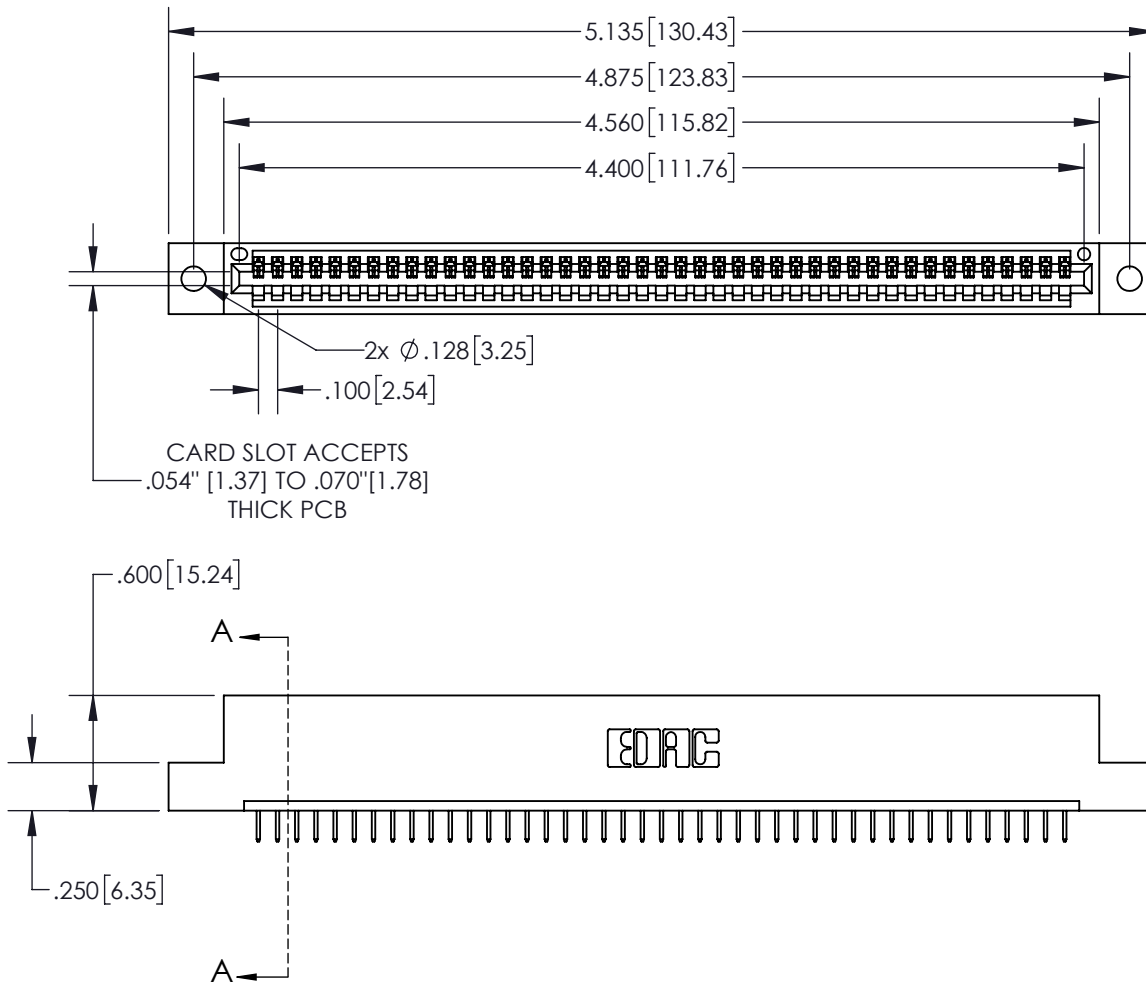 5.135[130.43]
4.875[123.83]
4.560[115.82]
4.400[111.76]
2x Ø.128[3.25]
.100[2.54]
CARD SLOT ACCEPTS
.054" [1.37] TO .070"[1.78]
THICK PCB
.600[15.24]
A
EDAC
.250[6.35]
A